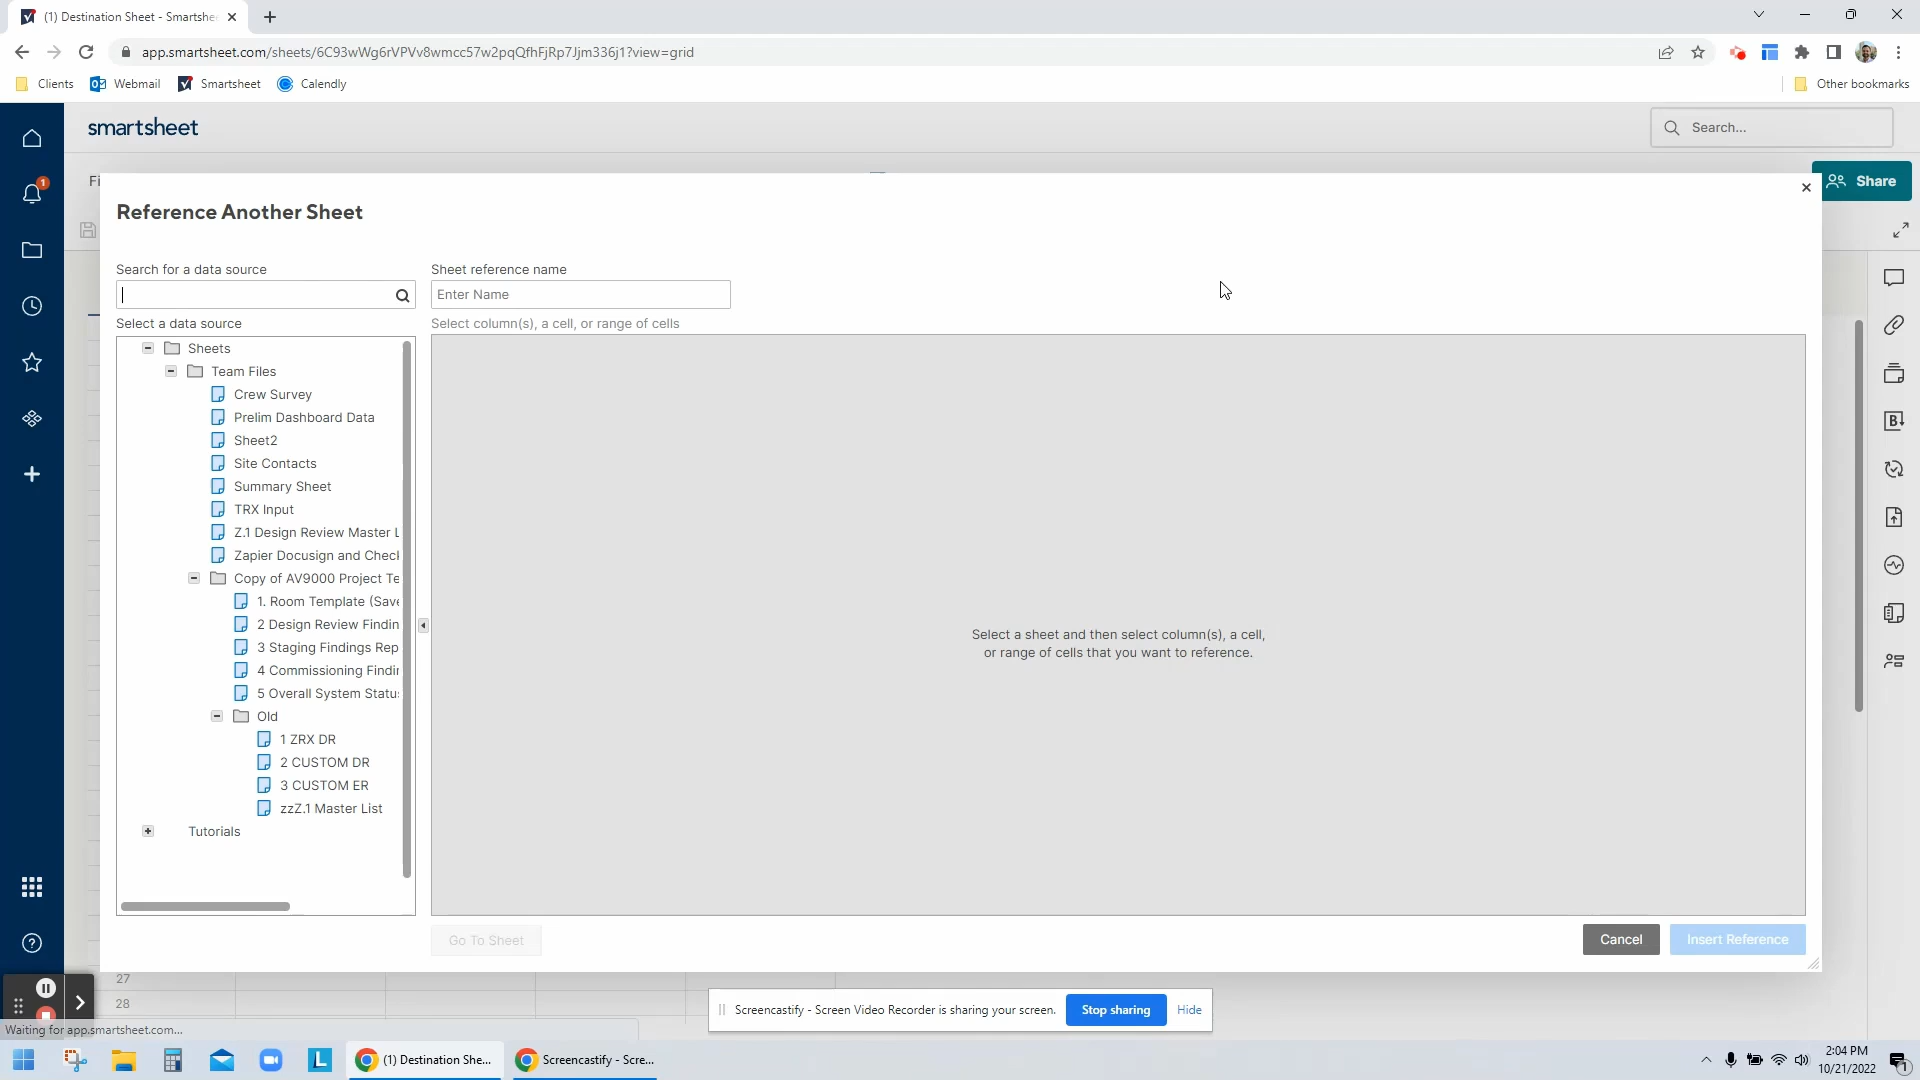 (1) Destination Sheet - Smartshe
app.smartsheet.com/sheets/6C93wWg6rVPVv8wmcc57w2pqQfhFjRp7Jjm336j1?view=grid
Clients
Webmail
Smartsheet
Calendly
Other bookmarks
smartsheet
Search...
1
Fi
Share
Reference Another Sheet
Search for a data source
Sheet reference name
Enter Name
Select a data source
Select column(s), a cell, or range of cells
Sheets
Team Files
Crew Survey
Prelim Dashboard Data
Sheet2
Site Contacts
Summary Sheet
TRX Input
Z.1 Design Review Master L
Zapier Docusign and Check
Copy of AV9000 Project Te
1. Room Template (Save
2 Design Review Findin
3 Staging Findings Rep
4 Commissioning Findin
5 Overall System Status
Old
1 ZRX DR
2 CUSTOM DR
3 CUSTOM ER
zzZ.1 Master List
Tutorials
Select a sheet and then select column(s), a cell,
or range of cells that you want to reference.
Go To Sheet
Cancel
Insert Reference
27
28
Screencastify - Screen Video Recorder is sharing your screen.
Stop sharing
Hide
Waiting for app.smartsheet.com...
(1) Destination She...
Screencastify - Scre...
2:04 PM
10/21/2022
1